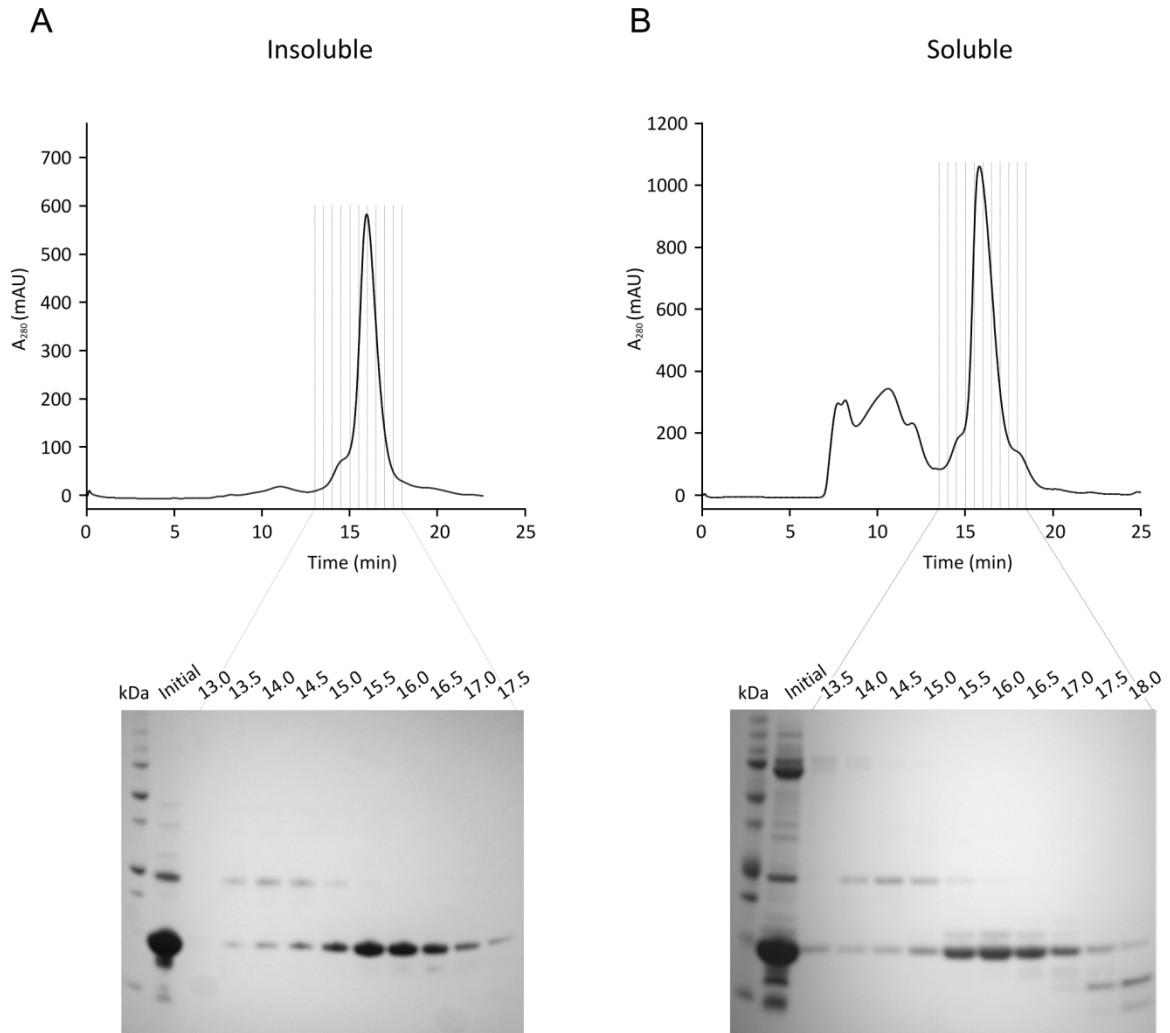 A
Insoluble
700
600
500
400
300
200
100
0
A280 (mAU)
0 5 10 15 20 25
Time (min)
kDa Initial 13.0 13.5 14.0 14.5 15.0 15.5 16.0 16.5 17.0 17.5
B
Soluble
1200
1000
800
600
400
200
0
A280 (mAU)
0 5 10 15 20 25
Time (min)
kDa Initial 13.5 14.0 14.5 15.0 15.5 16.0 16.5 17.0 17.5 18.0